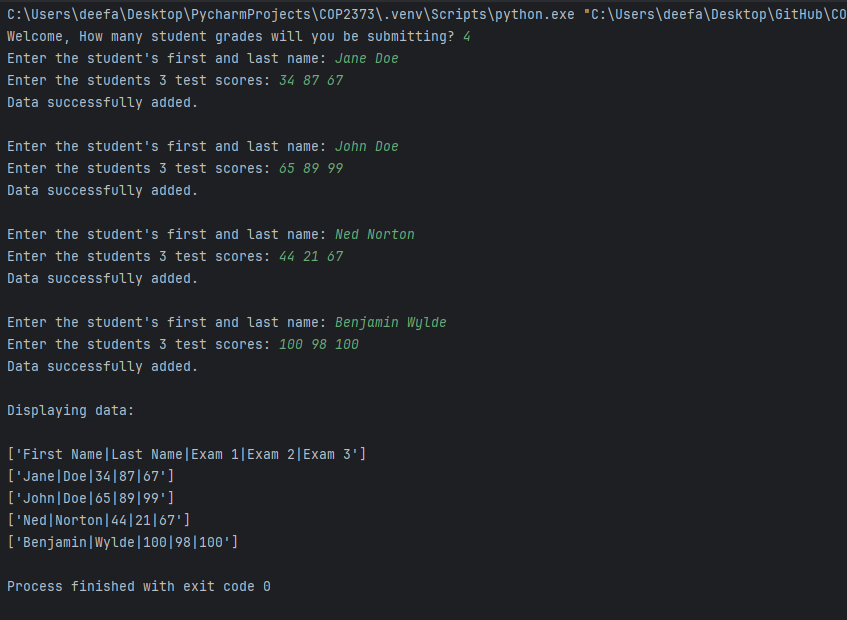 C:\Users\deefa\Desktop\PycharmProjects\COP2373\.venv\Scripts\python.exe "C:\Users\deefa\Desktop\GitHub\CO
Welcome, How many student grades will you be submitting? 4
Enter the student's first and last name: Jane Doe
Enter the students 3 test scores: 34 87 67
Data successfully added.
Enter the student's first and last name: John Doe
Enter the students 3 test scores: 65 89 99
Data successfully added.
Enter the student's first and last name: Ned Norton
Enter the students 3 test scores: 44 21 67
Data successfully added.
Enter the student's first and last name: Benjamin Wylde
Enter the students 3 test scores: 100 98 100
Data successfully added.
Displaying data:
['First Name|Last Name|Exam 1|Exam 2|Exam 3']
['Jane|Doe|34|87|67']
['John|Doe|65|89|99']
['Ned|Norton|44|21|67']
['Benjamin|Wylde|100|98|100']
Process finished with exit code 0